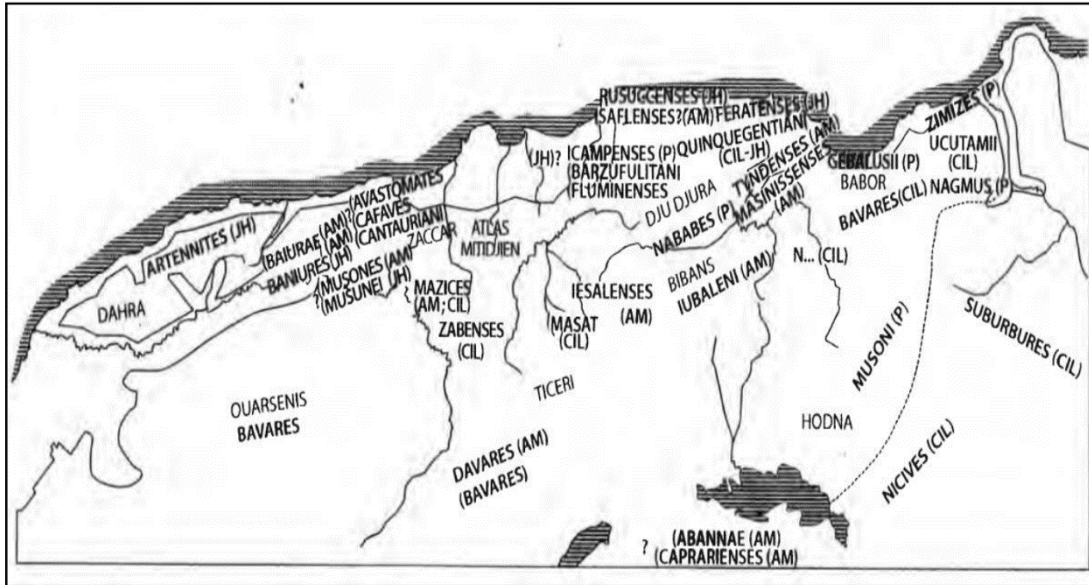 RUSUCCENSES (JH)
ISAFLENSES?(AM) FERATENSES (JH)
(JH)? ICAMPENSES (P) QUINQUEGENTIANI
(BARZUFULITANI (CIL-JH)
(FLUMINENSES
TYNDENSES (AM)
MASINISSENSES
(AM)
NABABES (P)
DJU DJURA
ZIMIZES (P)
UCUTAMII
(CIL)
GEBALUSII (P)
BABOR
BAVARES(CIL) NAGMUS (P)
ARTENNITES (JH)
DAHRA
(AVASTOMATES
(BAIURAE (AM)? (CAFAVES
BANIURES (JH) (AM) (CANTAURIANI
?(MUSONES (AM) ZACCAR
(MUSUNEI (JH)
ATLAS
MITIDJIEN
MAZICES
(AM; CIL)
ZABENSES
(CIL)
MASAT
(CIL)
IESALENSES
(AM)
BIBANS
IUBALENI (AM)
N... (CIL)
SUBURBURES (CIL)
MUSONI (P)
OUARSENIS
BAVARES
TICERI
DAVARES (AM)
(BAVARES)
HODNA
NICIVES (CIL)
? (ABANNAE (AM)
(CAPRARIENSES (AM)